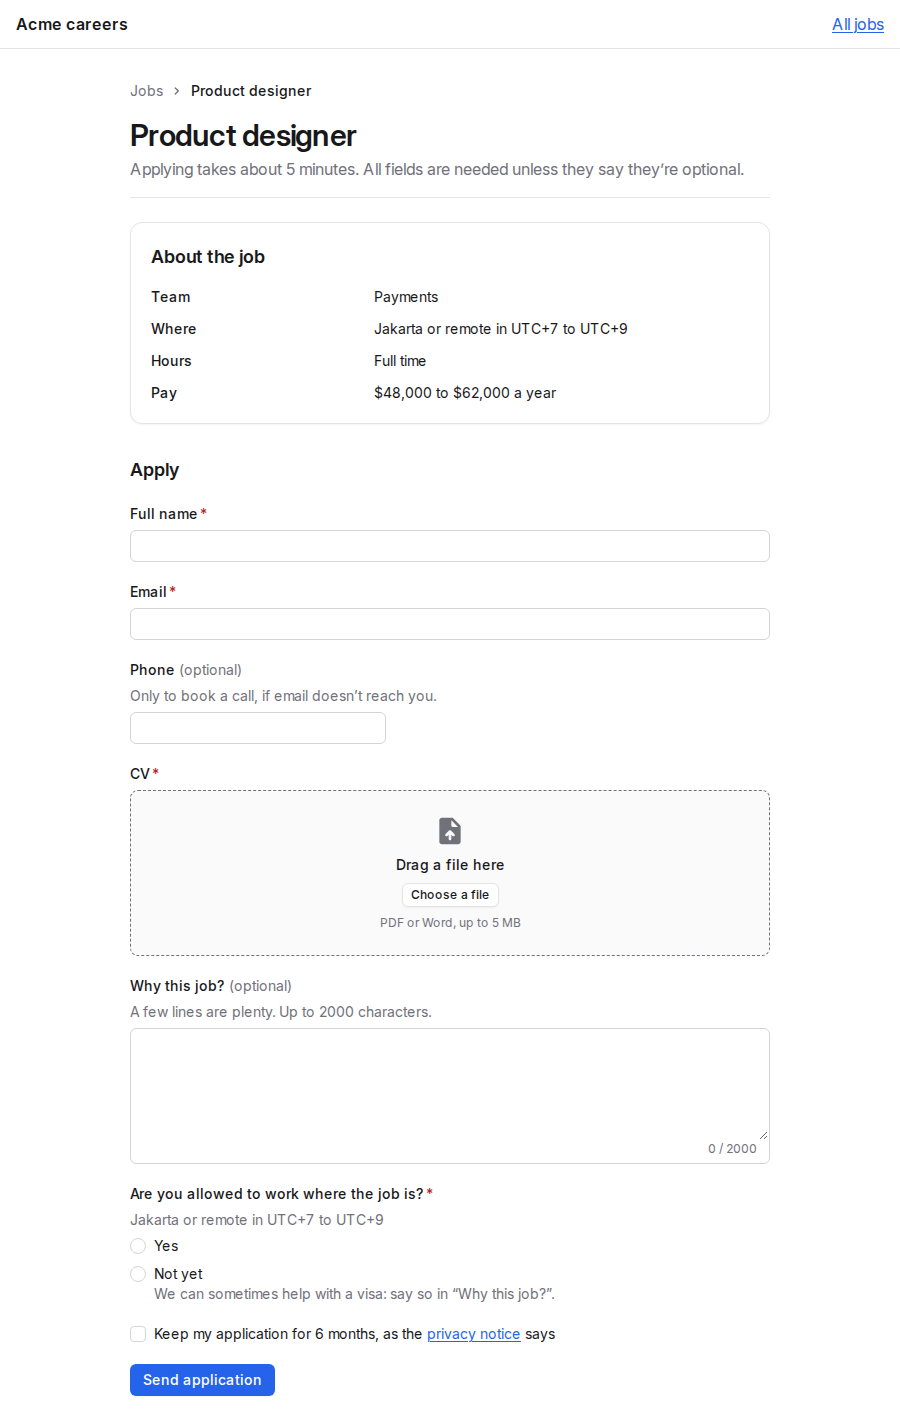 Acme careers
All jobs
Jobs > Product designer
Product designer
Applying takes about 5 minutes. All fields are needed unless they say they’re optional.
About the job
Team Payments
Where Jakarta or remote in UTC+7 to UTC+9
Hours Full time
Pay $48,000 to $62,000 a year
Apply
Full name *
Email *
Phone (optional)
Only to book a call, if email doesn’t reach you.
CV *
Drag a file here
Choose a file
PDF or Word, up to 5 MB
Why this job? (optional)
A few lines are plenty. Up to 2000 characters.
0 / 2000
Are you allowed to work where the job is? *
Jakarta or remote in UTC+7 to UTC+9
Yes
Not yet
We can sometimes help with a visa: say so in “Why this job?”.
Keep my application for 6 months, as the privacy notice says
Send application